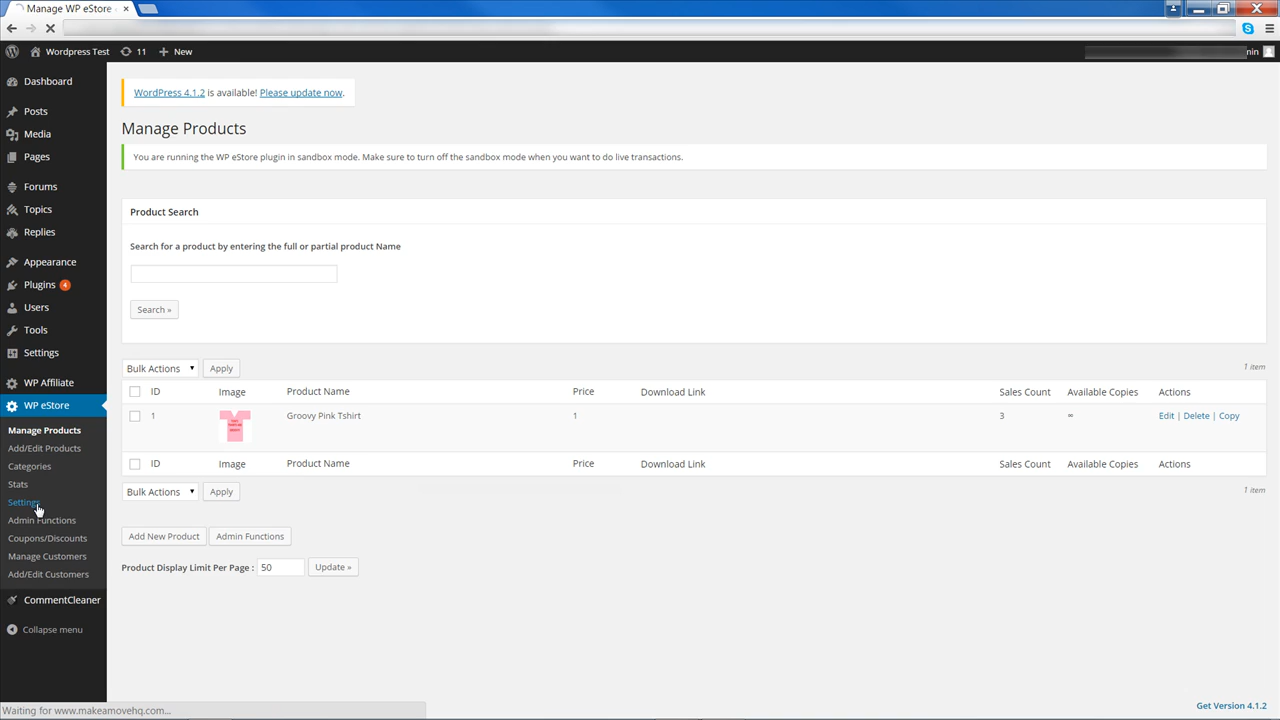 Manage WP eStore
Wordpress Test 11 New
min
Dashboard
Posts
Media
Pages
Forums
Topics
Replies
Appearance
Plugins 4
Users
Tools
Settings
WP Affiliate
WP eStore
Manage Products
Add/Edit Products
Categories
Stats
Settings
Admin Functions
Coupons/Discounts
Manage Customers
Add/Edit Customers
CommentCleaner
Collapse menu
WordPress 4.1.2 is available! Please update now.
Manage Products
You are running the WP eStore plugin in sandbox mode. Make sure to turn off the sandbox mode when you want to do live transactions.
Product Search
Search for a product by entering the full or partial product Name
Search »
Bulk Actions Apply 1 item
ID Image Product Name Price Download Link Sales Count Available Copies Actions
1 Groovy Pink Tshirt 1 3 ∞ Edit | Delete | Copy
ID Image Product Name Price Download Link Sales Count Available Copies Actions
Bulk Actions Apply 1 item
Add New Product Admin Functions
Product Display Limit Per Page : 50 Update »
Waiting for www.makeamovehq.com...
Get Version 4.1.2